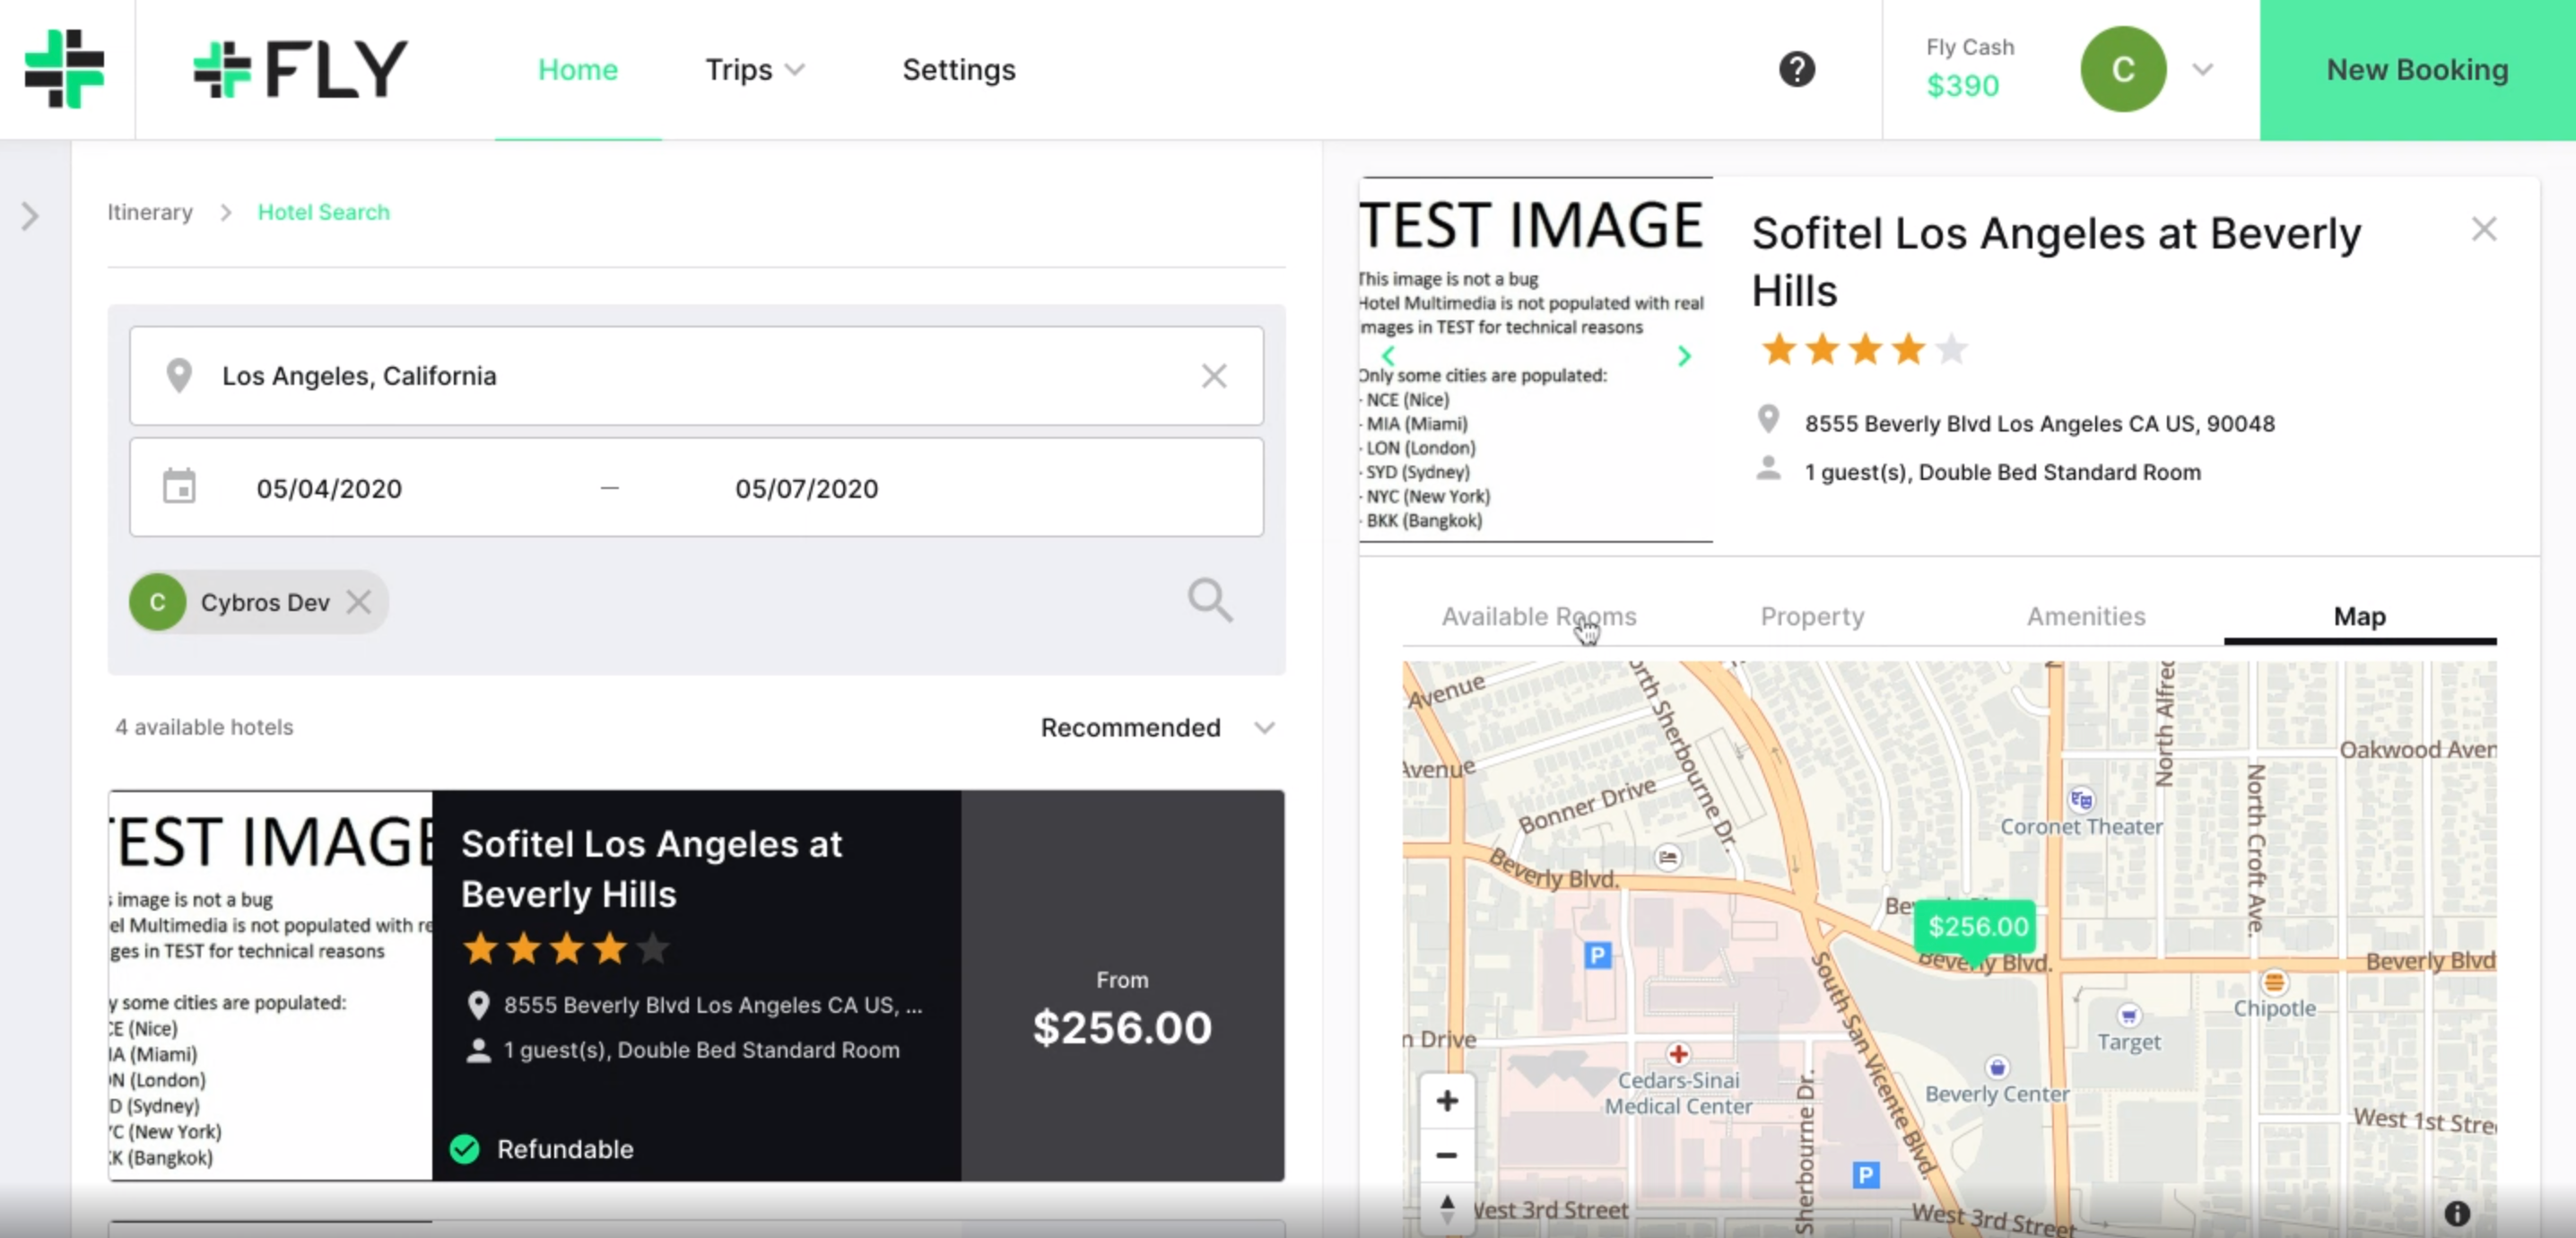 FLY
Home
Trips
Settings
?
Fly Cash
$390
C
New Booking
Itinerary > Hotel Search
Los Angeles, California
05/04/2020 – 05/07/2020
C Cybros Dev
4 available hotels
Recommended
EST IMAGE
image is not a bug
el Multimedia is not populated with re
ges in TEST for technical reasons
y some cities are populated:
CE (Nice)
IA (Miami)
N (London)
D (Sydney)
C (New York)
K (Bangkok)
Sofitel Los Angeles at
Beverly Hills
8555 Beverly Blvd Los Angeles CA US, ...
1 guest(s), Double Bed Standard Room
Refundable
From
$256.00
TEST IMAGE
This image is not a bug
Hotel Multimedia is not populated with real
mages in TEST for technical reasons
Only some cities are populated:
- NCE (Nice)
- MIA (Miami)
- LON (London)
- SYD (Sydney)
- NYC (New York)
- BKK (Bangkok)
Sofitel Los Angeles at Beverly
Hills
8555 Beverly Blvd Los Angeles CA US, 90048
1 guest(s), Double Bed Standard Room
Available Rooms
Property
Amenities
Map
Avenue
orth Sherbourne Dr.
North Alfred
Oakwood Aven
Avenue
Bonner Drive
Coronet Theater
North Croft Ave.
Beverly Blvd.
$256.00
Beverly Blvd.
Beverly Blvd
P
South San Vicente Blvd.
Chipotle
Target
n Drive
Cedars-Sinai
Medical Center
Beverly Center
West 1st Stree
Sherbourne Dr.
P
West 3rd Street
West 3rd Street